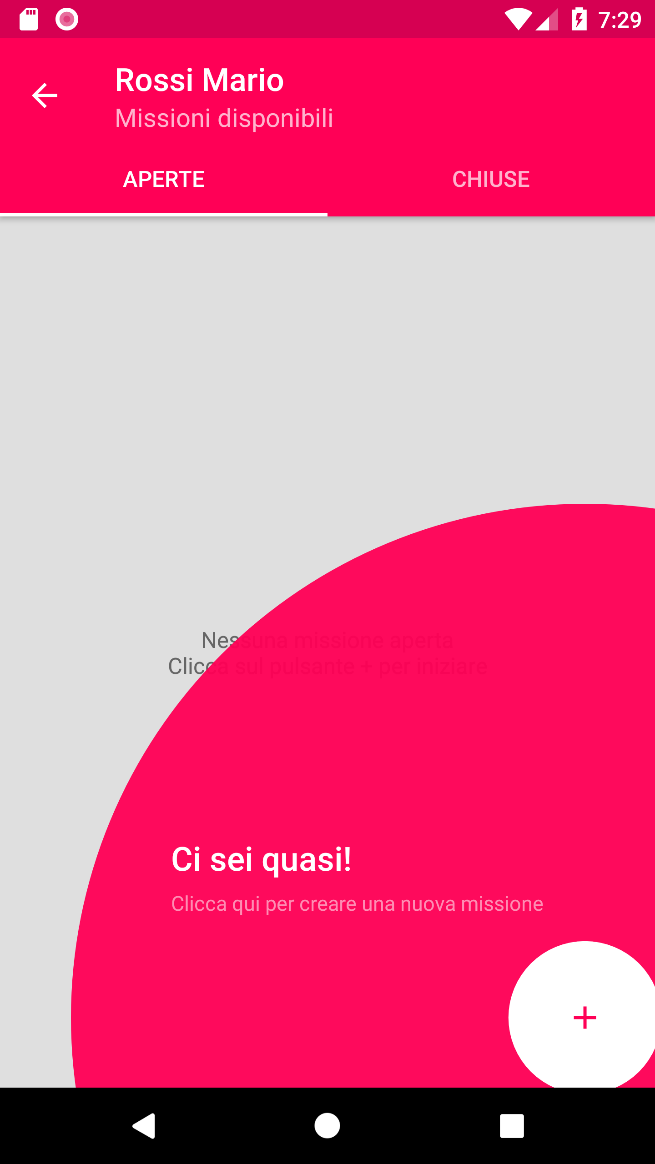 7:29
Rossi Mario
Missioni disponibili
APERTE
CHIUSE
Nessuna missione aperta
Clicca sul pulsante + per iniziare
Ci sei quasi!
Clicca qui per creare una nuova missione
+